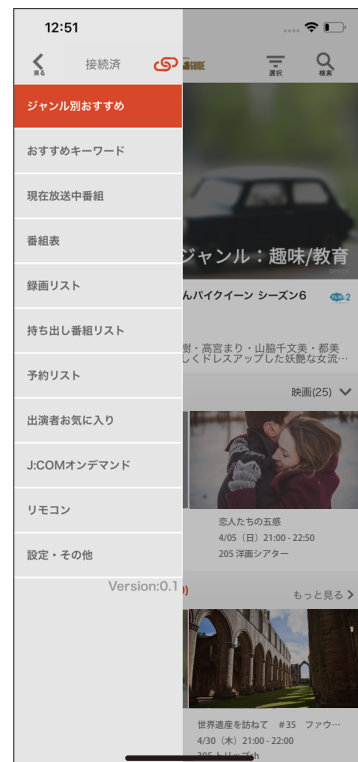 12:51
戻る
接続済
GUIDE
選択
検索
ジャンル別おすすめ
おすすめキーワード
現在放送中番組
番組表
録画リスト
持ち出し番組リスト
予約リスト
出演者お気に入り
J:COMオンデマンド
リモコン
設定・その他
Version:0.1
ジャンル：趣味/教育
んバイクイーン シーズン6
2
樹・高宮まり・山脇千文美・都美
しくドレスアップした妖艶な女流…
映画(25)
恋人たちの五感
4/05（日）21:00 - 22:50
205 洋画シアター
)
もっと見る
世界遺産を訪ねて　#35　ファウ…
4/30（木）21:00 - 22:00